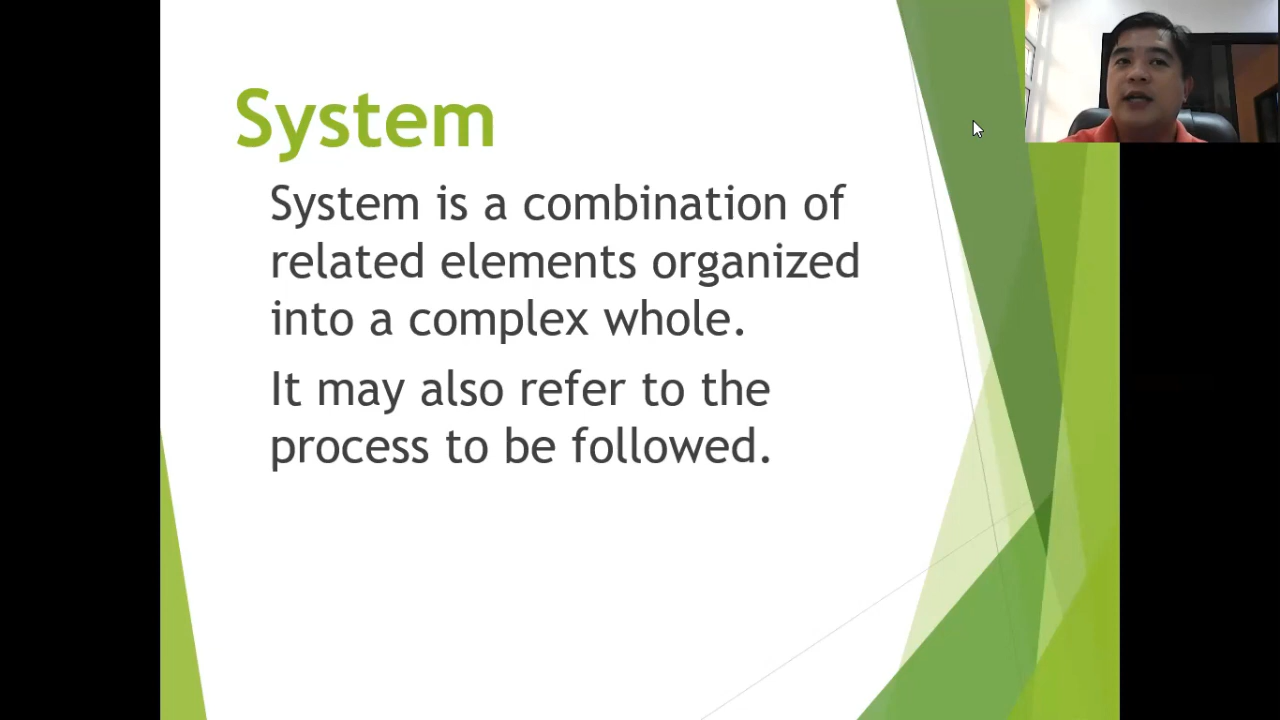 System
System is a combination of
related elements organized
into a complex whole.
It may also refer to the
process to be followed.